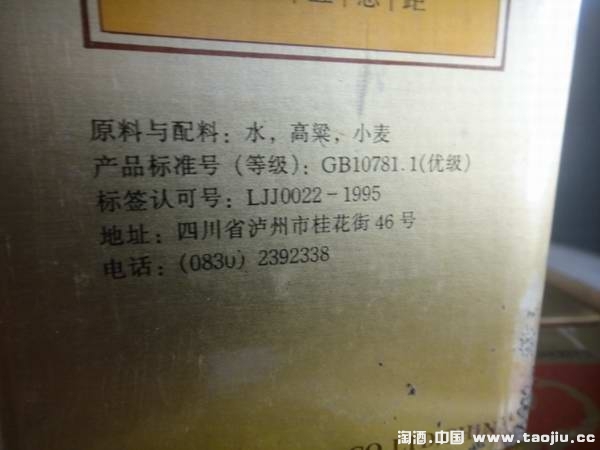 原料与配料：水，高粱，小麦
产品标准号（等级）：GB10781.1(优级)
标签认可号：LJJ0022-1995
地址：四川省泸州市桂花街46号
电话：(0830) 2392338
淘酒.中国 www.taojiu.cc